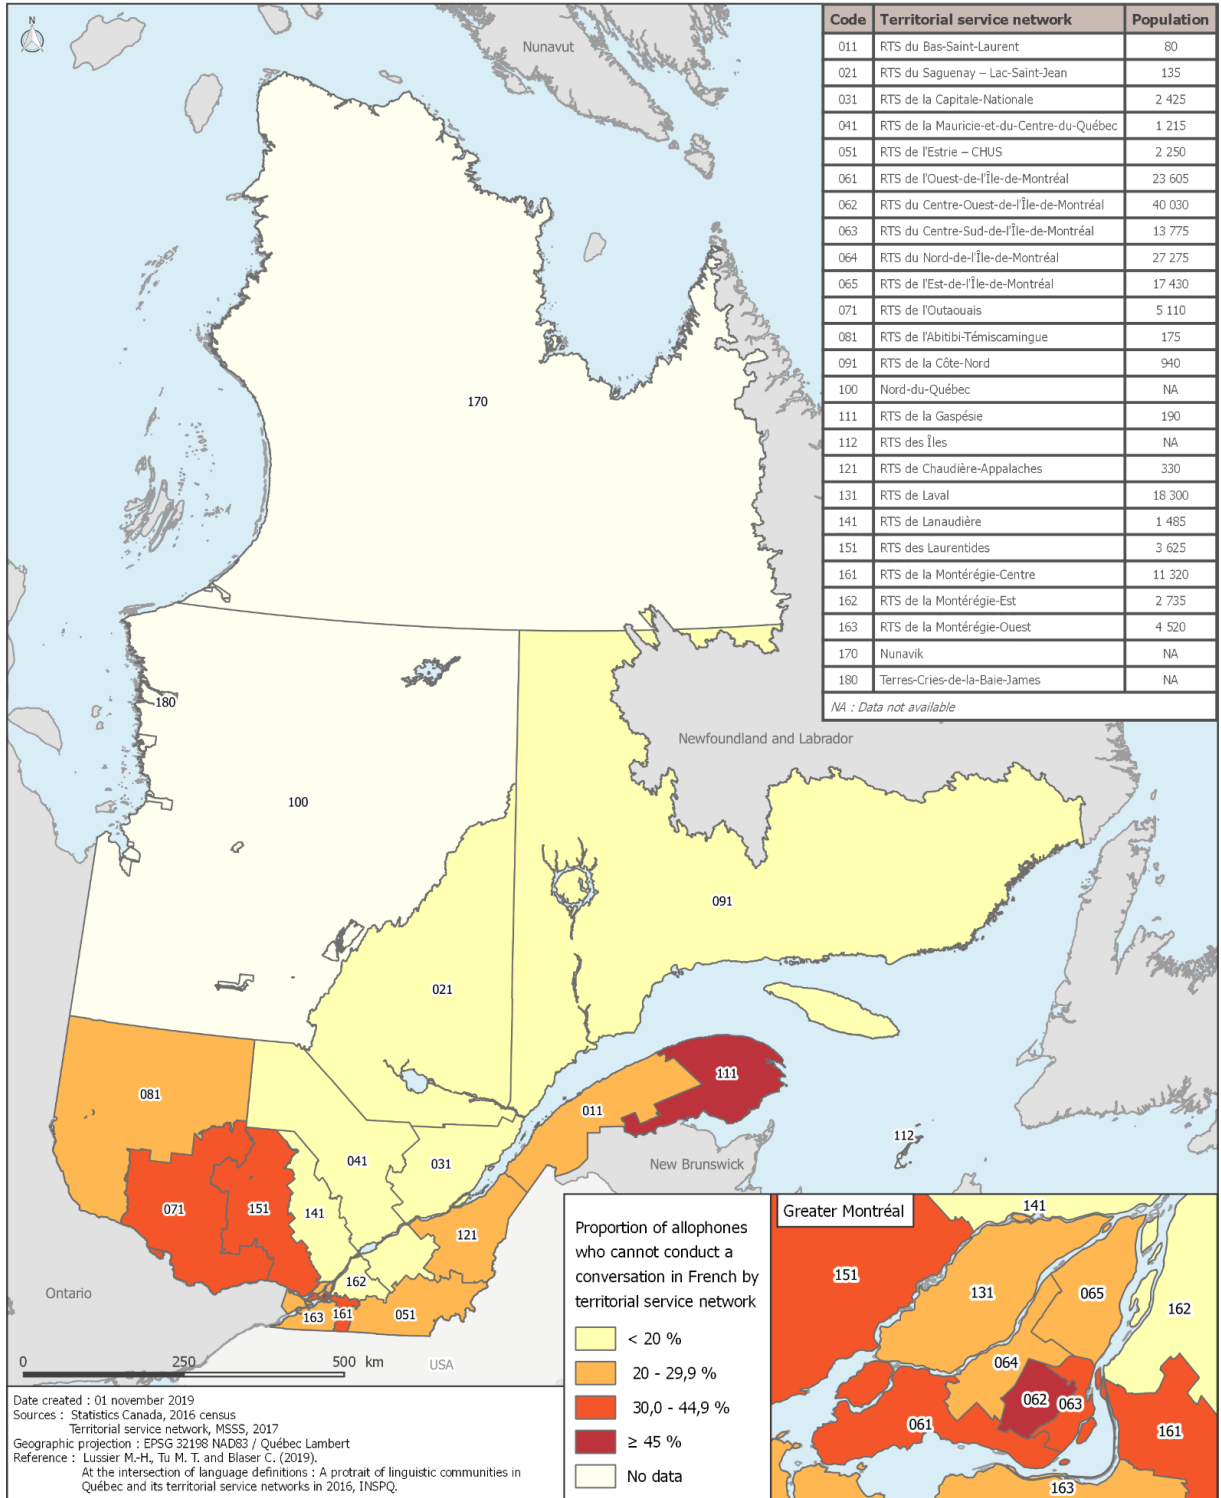 N
Nunavut
Code Territorial service network Population
011 RTS du Bas-Saint-Laurent 80
021 RTS du Saguenay – Lac-Saint-Jean 135
031 RTS de la Capitale-Nationale 2 425
041 RTS de la Mauricie-et-du-Centre-du-Québec 1 215
051 RTS de l'Estrie – CHUS 2 250
061 RTS de l'Ouest-de-l'Île-de-Montréal 23 605
062 RTS du Centre-Ouest-de-l'Île-de-Montréal 40 030
063 RTS du Centre-Sud-de-l'Île-de-Montréal 13 775
064 RTS du Nord-de-l'Île-de-Montréal 27 275
065 RTS de l'Est-de-l'Île-de-Montréal 17 430
071 RTS de l'Outaouais 5 110
081 RTS de l'Abitibi-Témiscamingue 175
091 RTS de la Côte-Nord 940
100 Nord-du-Québec NA
111 RTS de la Gaspésie 190
112 RTS des Îles NA
121 RTS de Chaudière-Appalaches 330
131 RTS de Laval 18 300
141 RTS de Lanaudière 1 485
151 RTS des Laurentides 3 625
161 RTS de la Montérégie-Centre 11 320
162 RTS de la Montérégie-Est 2 735
163 RTS de la Montérégie-Ouest 4 520
170 Nunavik NA
180 Terres-Cries-de-la-Baie-James NA
NA : Data not available
170
180
Newfoundland and Labrador
100
091
021
111
081
011
112
041
031
New Brunswick
071
151
141
121
162
Ontario
163
161
051
0 250 500 km
USA
Proportion of allophones
who cannot conduct a
conversation in French by
territorial service network
< 20 %
20 - 29,9 %
30,0 - 44,9 %
≥ 45 %
No data
Greater Montréal
141
151
131
065
162
064
062
063
061
161
163
Date created : 01 november 2019
Sources : Statistics Canada, 2016 census
Territorial service network, MSSS, 2017
Geographic projection : EPSG 32198 NAD83 / Québec Lambert
Reference : Lussier M.-H., Tu M. T. and Blaser C. (2019).
At the intersection of language definitions : A protrait of linguistic communities in
Québec and its territorial service networks in 2016, INSPQ.